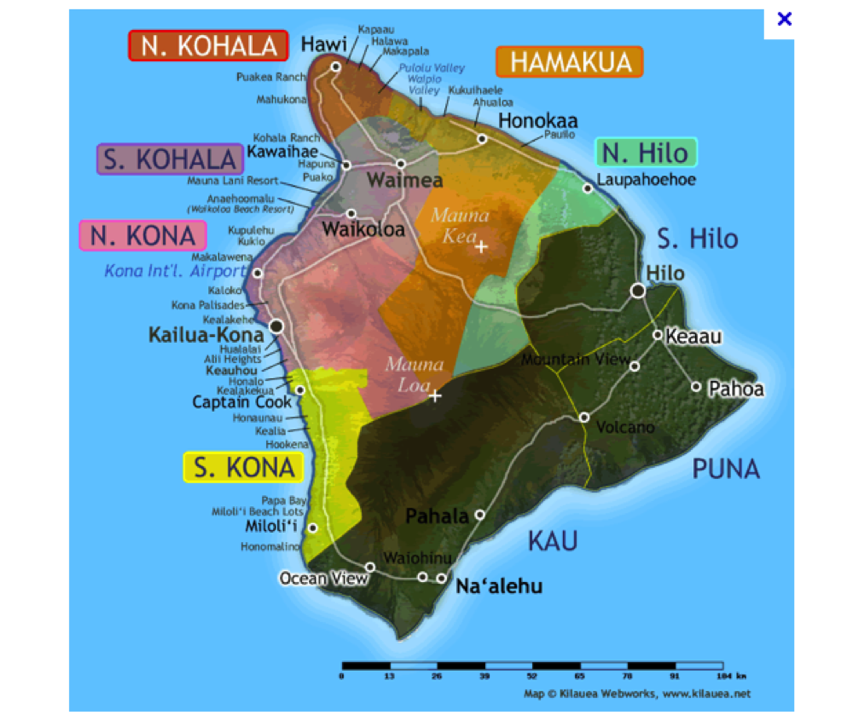 ×
N. KOHALA
Hawi
Kapaau
Halawa
Makapala
HAMAKUA
Puakea Ranch
Pulolu Valley
Waipio
Valley
Kukuihaele
Mahukona
Ahualoa
Honokaa
Pauilo
Kohala Ranch
S. KOHALA
Kawaihae
Hapuna
Puako
Waimea
N. Hilo
Laupahoehoe
Mauna Lani Resort
Anaehoomalu
(Waikoloa Beach Resort)
Waikoloa
Mauna
Kea
N. KONA
Kupulehu
Kukio
S. Hilo
Makalawena
Kona Int'l. Airport
Hilo
Kaloko
Kona Palisades
Kealakehe
Kailua-Kona
Keaau
Hualalai
Alii Heights
Keauhou
Mountain View
Mauna
Loa
Honalo
Kealakekua
Captain Cook
Pahoa
Honaunau
Kealia
Volcano
Hookena
S. KONA
PUNA
Papa Bay
Miloli‘i Beach Lots
Miloli‘i
Pahala
KAU
Honomalino
Waiohinu
Ocean View
Na‘alehu
0 13 26 39 52 65 78 91 104 km
Map © Kilauea Webworks, www.kilauea.net